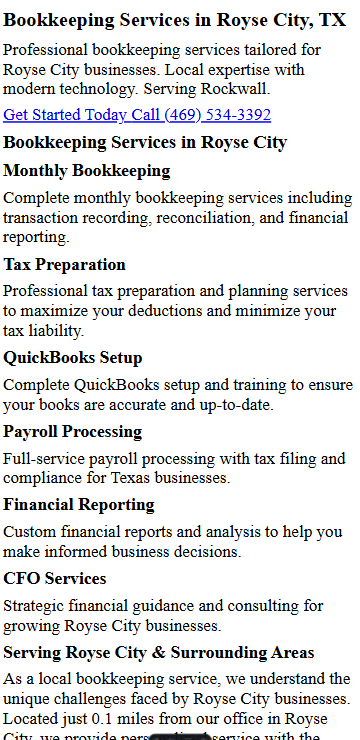 Bookkeeping Services in Royse City, TX
Professional bookkeeping services tailored for
Royse City businesses. Local expertise with
modern technology. Serving Rockwall.
Get Started Today Call (469) 534-3392
Bookkeeping Services in Royse City
Monthly Bookkeeping
Complete monthly bookkeeping services including
transaction recording, reconciliation, and financial
reporting.
Tax Preparation
Professional tax preparation and planning services
to maximize your deductions and minimize your
tax liability.
QuickBooks Setup
Complete QuickBooks setup and training to ensure
your books are accurate and up-to-date.
Payroll Processing
Full-service payroll processing with tax filing and
compliance for Texas businesses.
Financial Reporting
Custom financial reports and analysis to help you
make informed business decisions.
CFO Services
Strategic financial guidance and consulting for
growing Royse City businesses.
Serving Royse City & Surrounding Areas
As a local bookkeeping service, we understand the
unique challenges faced by Royse City businesses.
Located just 0.1 miles from our office in Royse
City, we provide service with the